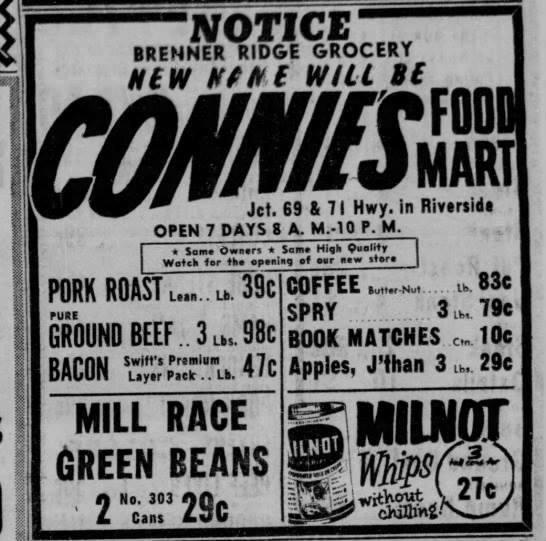 NOTICE
BRENNER RIDGE GROCERY
NEW NAME WILL BE
CONNIE'S FOOD MART
Jct. 69 & 71 Hwy. in Riverside
OPEN 7 DAYS 8 A. M.-10 P. M.
★ Same Owners ★ Same High Quality
Watch for the opening of our new store
PORK ROAST Lean.. Lb. 39c
PURE
GROUND BEEF .. 3 Lbs. 98c
BACON Swift's Premium Layer Pack .. Lb. 47c
COFFEE Butter-Nut...... Lb. 83c
SPRY ............ 3 Lbs. 79c
BOOK MATCHES.. Ctn. 10c
Apples, J'than 3 Lbs. 29c
MILL RACE
GREEN BEANS
2 No. 303 Cans 29c
MILNOT
MILNOT
Whips
without
chilling!
3
27c